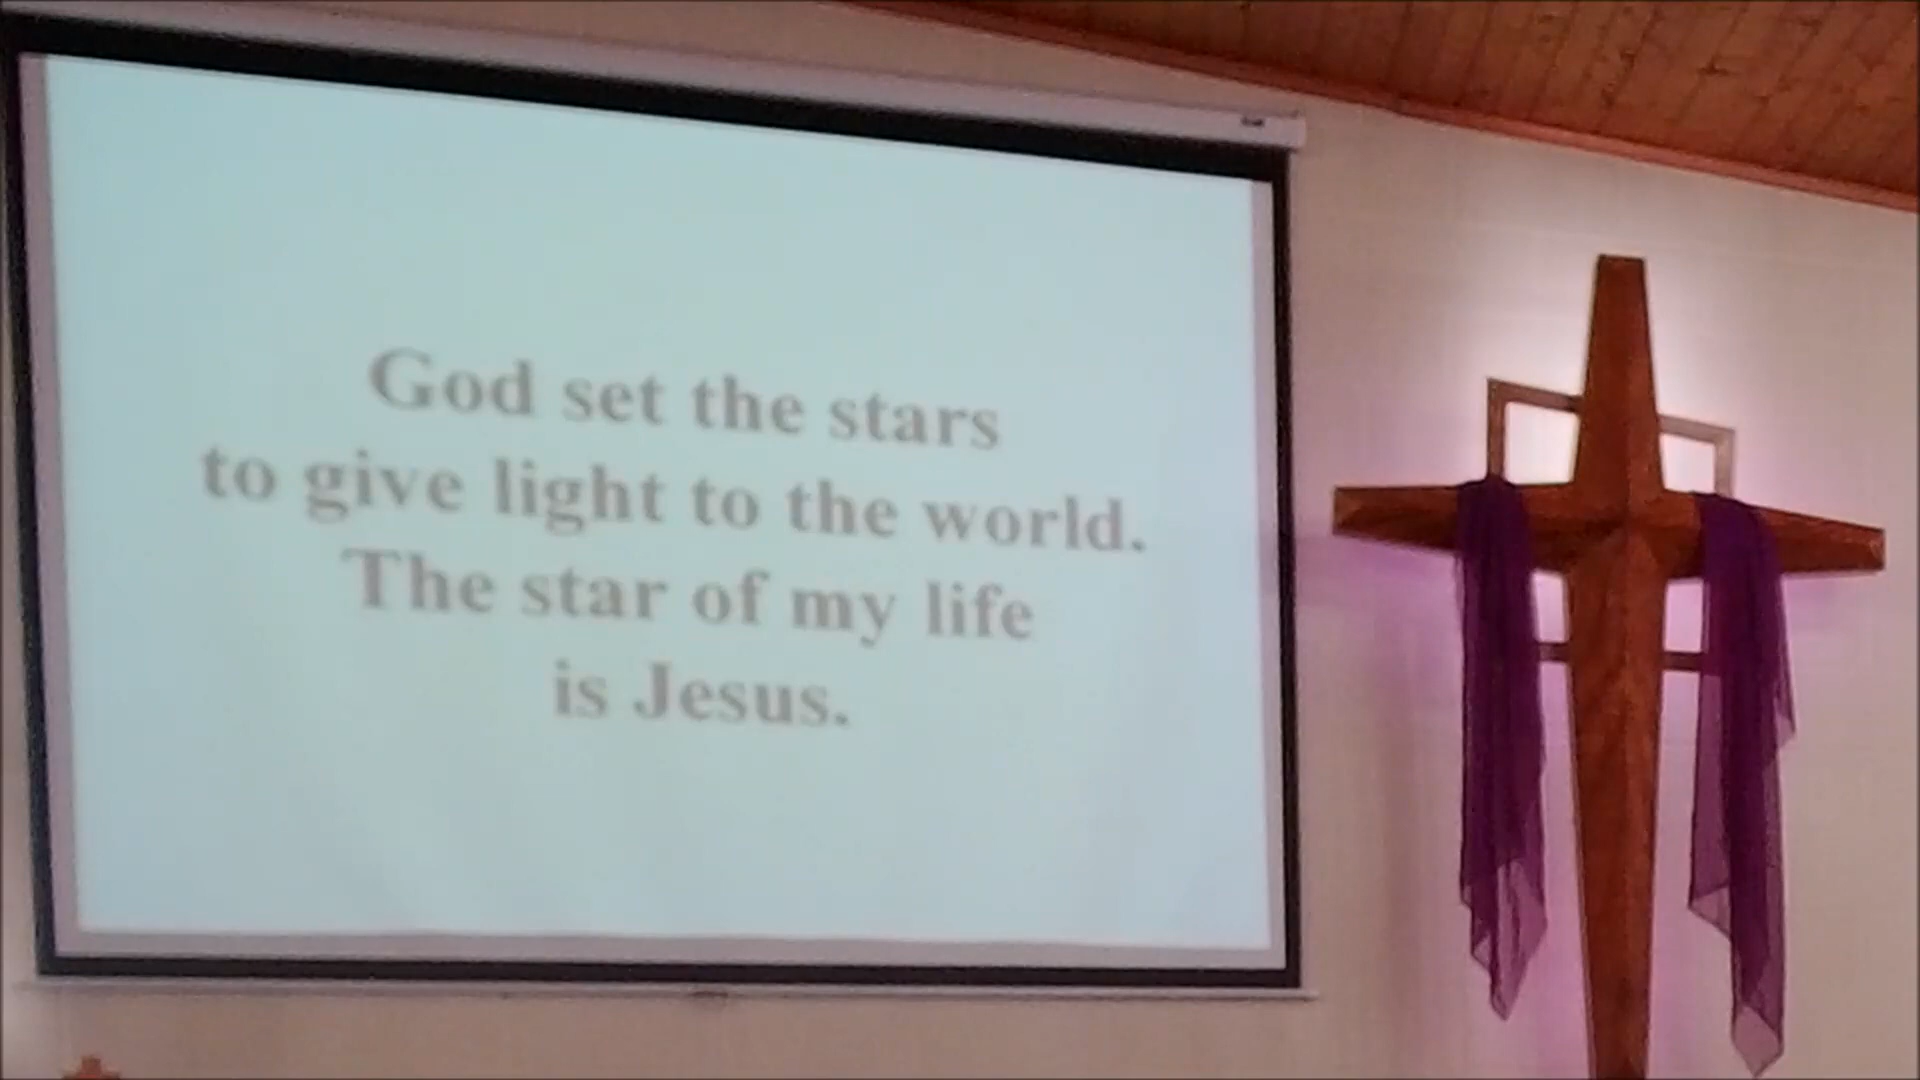 God set the stars
to give light to the world.
The star of my life
is Jesus.